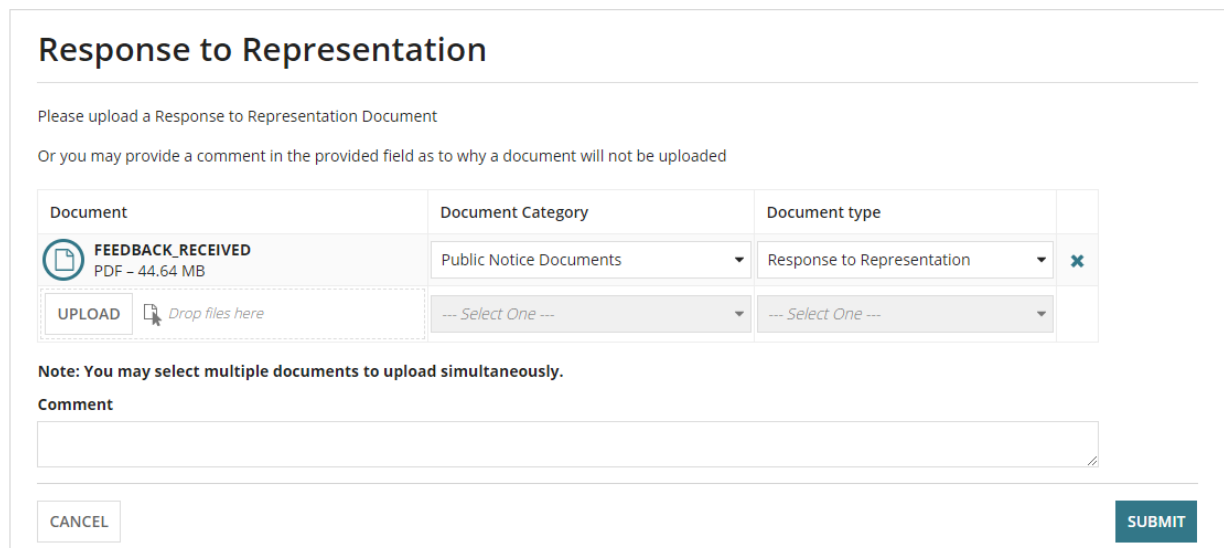 Response to Representation
Please upload a Response to Representation Document
Or you may provide a comment in the provided field as to why a document will not be uploaded
Document Document Category Document type
FEEDBACK_RECEIVED
PDF – 44.64 MB
Public Notice Documents
Response to Representation
UPLOAD Drop files here --- Select One --- --- Select One ---
Note: You may select multiple documents to upload simultaneously.
Comment
CANCEL SUBMIT